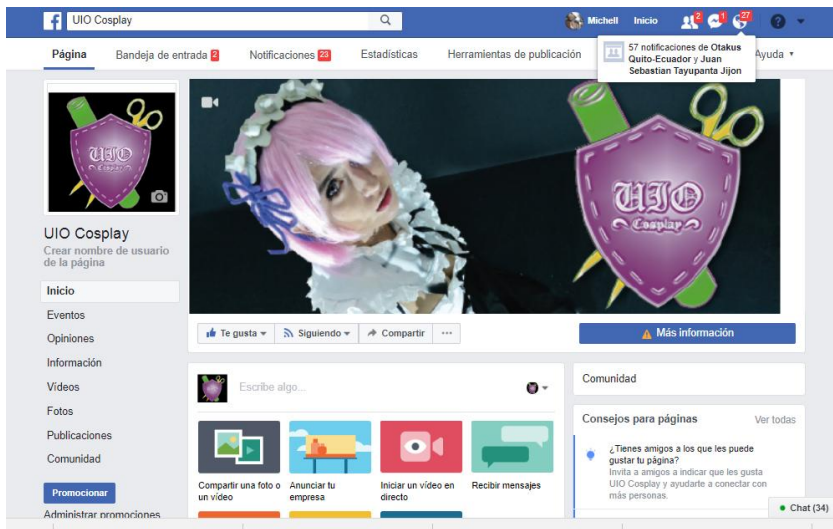 UIO Cosplay
Michell
Inicio
2
1
27
Página
Bandeja de entrada 2
Notificaciones 23
Estadísticas
Herramientas de publicación
Ayuda
57 notificaciones de Otakus
Quito-Ecuador y Juan
Sebastian Tayupanta Jijon
UIO
Cosplay
UIO
Cosplay
UIO Cosplay
Crear nombre de usuario
de la página
Inicio
Eventos
Opiniones
Información
Vídeos
Fotos
Publicaciones
Comunidad
Promocionar
Administrar promociones
Te gusta
Siguiendo
Compartir
Más información
Escribe algo...
Compartir una foto o
un vídeo
Anunciar tu
empresa
Iniciar un vídeo en
directo
Recibir mensajes
Comunidad
Consejos para páginas
Ver todas
¿Tienes amigos a los que les puede
gustar tu página?
Invita a amigos a indicar que les gusta
UIO Cosplay y ayudarte a conectar con
más personas.
Chat (34)